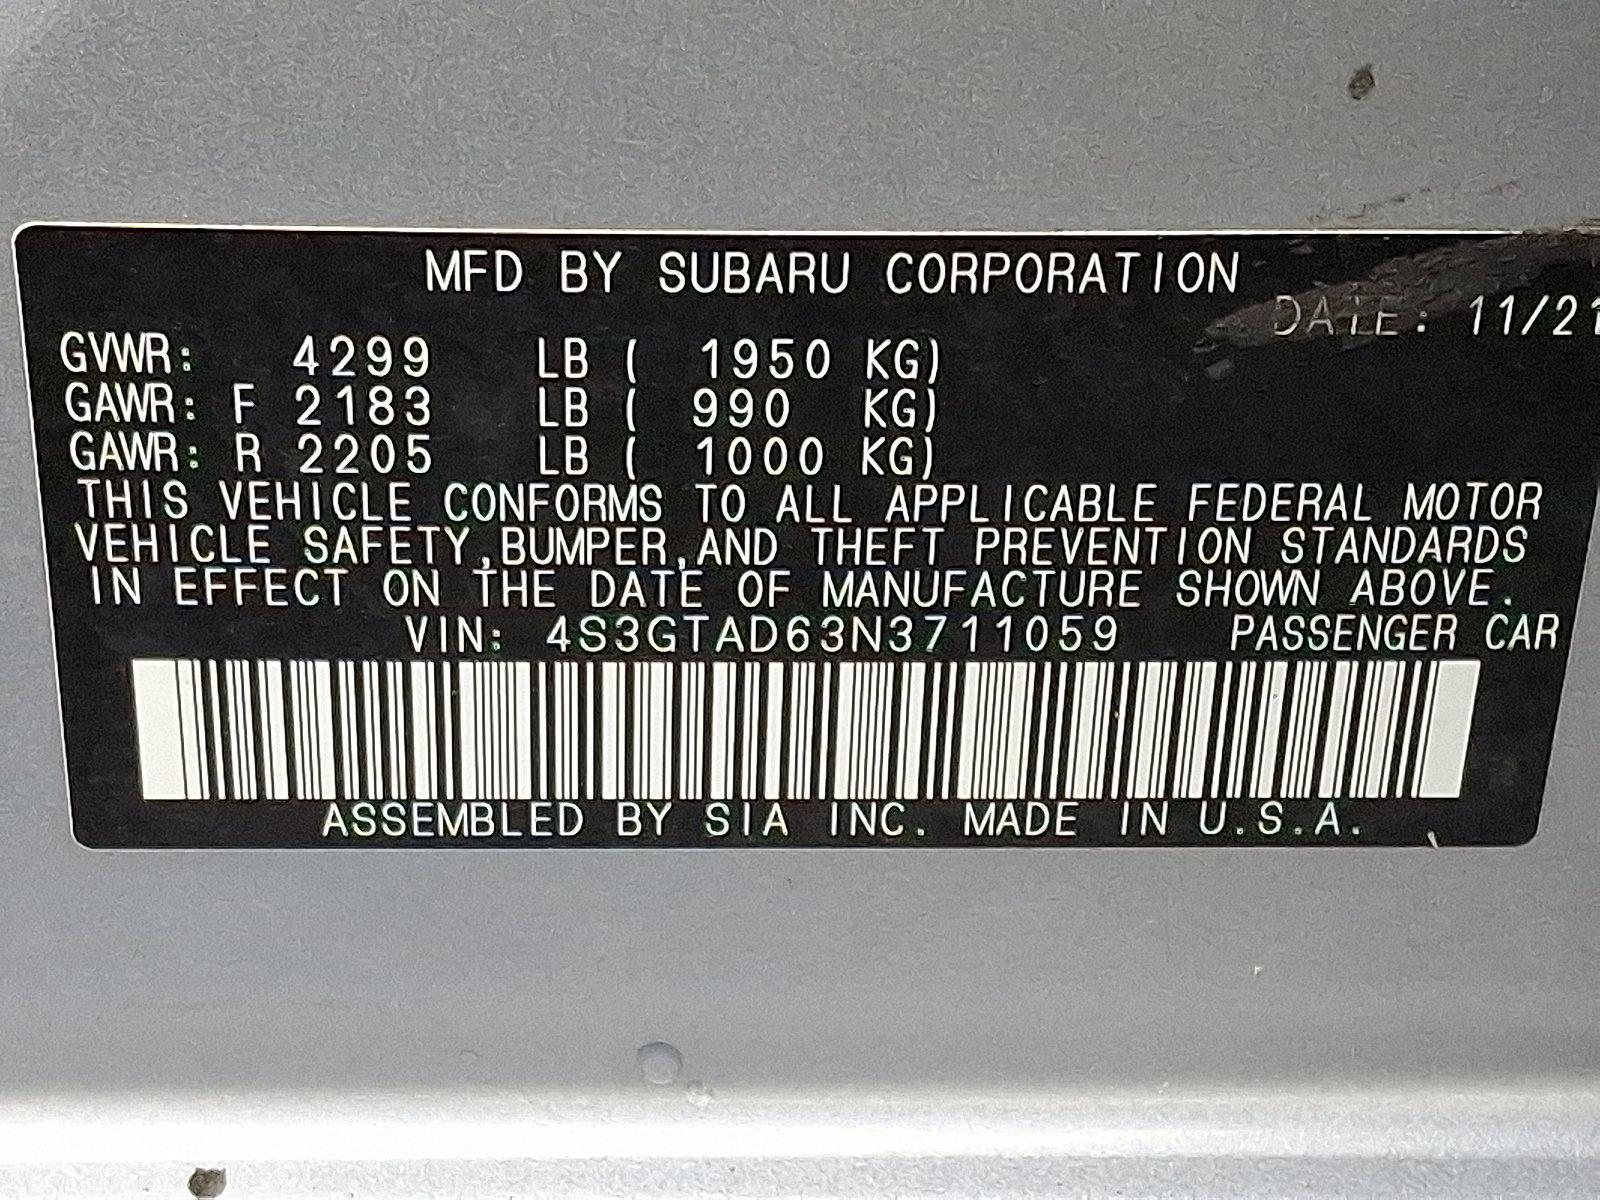 MFD BY SUBARU CORPORATION
DATE: 11/21
GVWR: 4299 LB ( 1950 KG)
GAWR: F 2183 LB ( 990 KG)
GAWR: R 2205 LB ( 1000 KG)
THIS VEHICLE CONFORMS TO ALL APPLICABLE FEDERAL MOTOR
VEHICLE SAFETY,BUMPER,AND THEFT PREVENTION STANDARDS
IN EFFECT ON THE DATE OF MANUFACTURE SHOWN ABOVE.
VIN: 4S3GTAD63N3711059 PASSENGER CAR
ASSEMBLED BY SIA INC. MADE IN U.S.A.